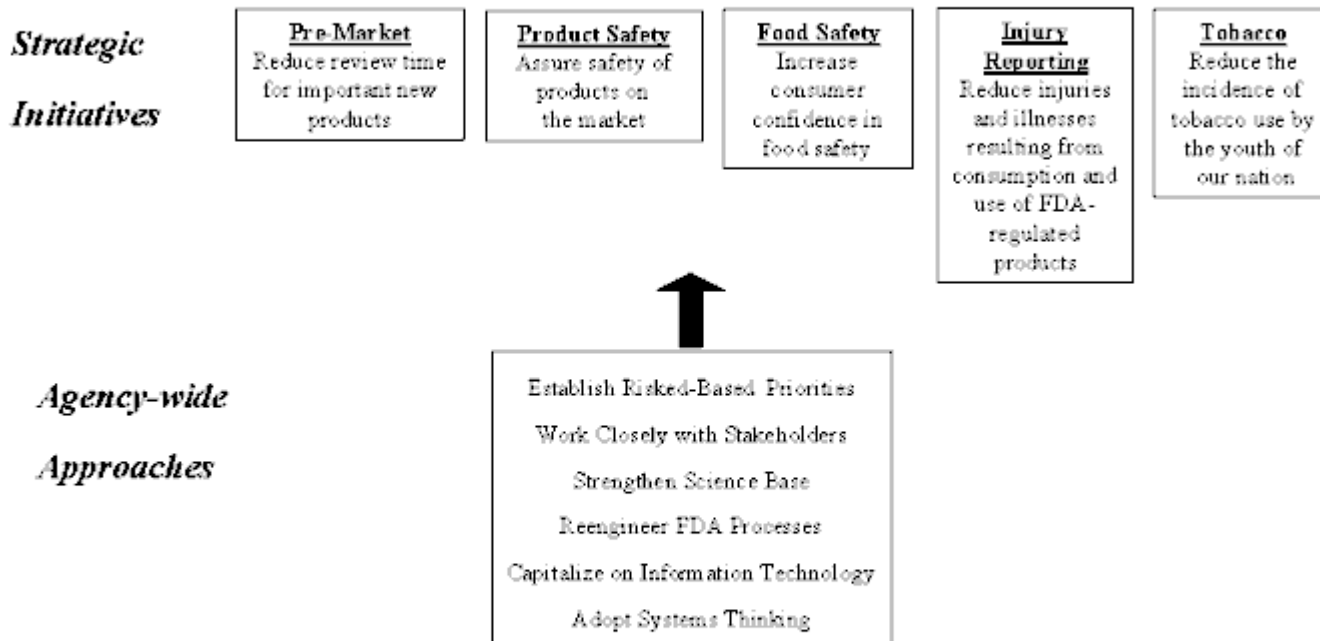 Strategic
Initiatives
Pre-Market
Reduce review time
for important new
products
Product Safety
Assure safety of
products on
the market
Food Safety
Increase
consumer
confidence in
food safety
Injury
Reporting
Reduce injuries
and illnesses
resulting from
consumption and
use of FDA-
regulated
products
Tobacco
Reduce the
incidence of
tobacco use by
the youth of
our nation
Agency-wide
Approaches
Establish Risked-Based Priorities
Work Closely with Stakeholders
Strengthen Science Base
Reengineer FDA Processes
Capitalize on Information Technology
Adopt Systems Thinking